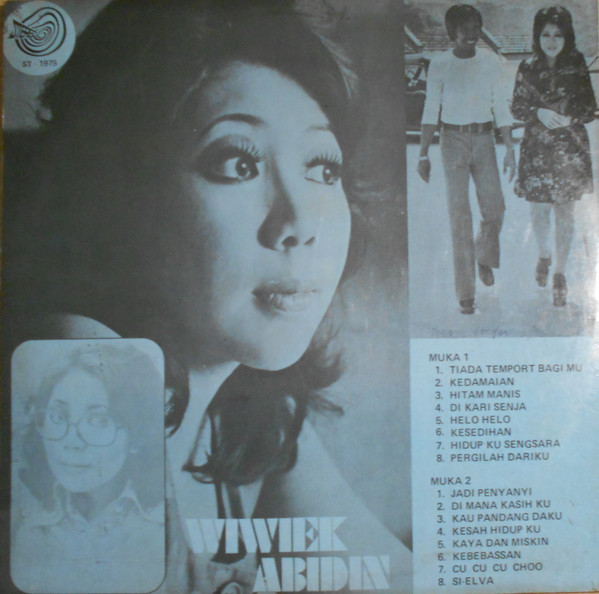 ST - 1975
MUKA 1
1. TIADA TEMPORT BAGI MU
2. KEDAMAIAN
3. HITAM MANIS
4. DI KARI SENJA
5. HELO HELO
6. KESEDIHAN
7. HIDUP KU SENGSARA
8. PERGILAH DARIKU
MUKA 2
1. JADI PENYANYI
2. DI MANA KASIH KU
3. KAU PANDANG DAKU
4. KESAH HIDUP KU
5. KAYA DAN MISKIN
6. KEBEBASSAN
7. CU CU CU CHOO
8. SI-ELVA
WIWIEK
ABIDIN